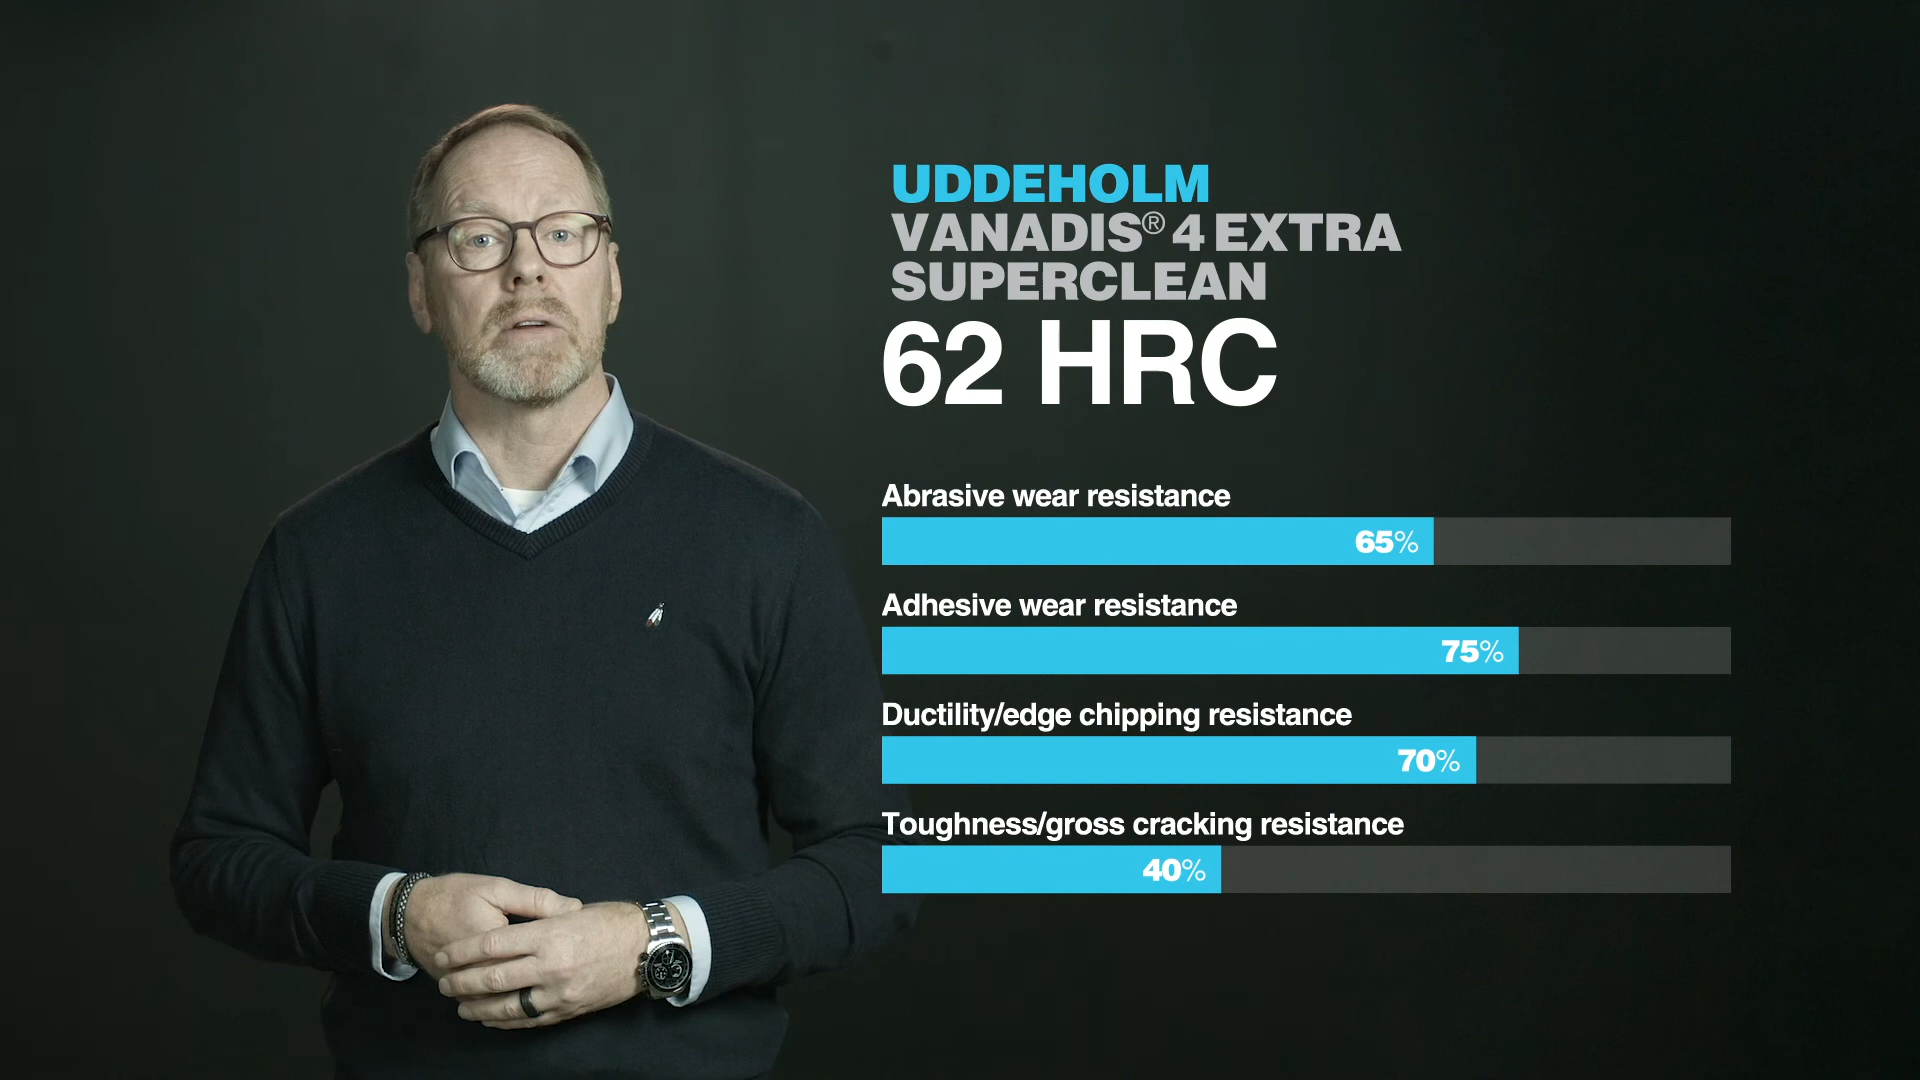 UDDEHOLM
VANADIS® 4 EXTRA
SUPERCLEAN
62 HRC
Abrasive wear resistance
65%
Adhesive wear resistance
75%
Ductility/edge chipping resistance
70%
Toughness/gross cracking resistance
40%